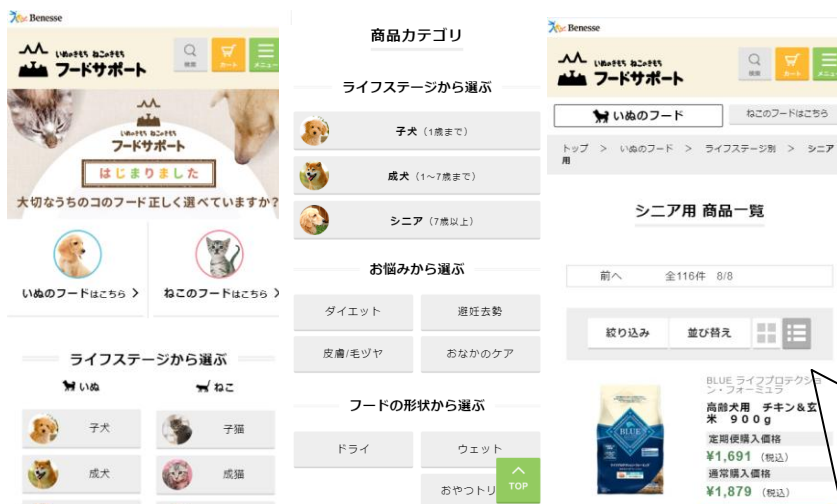 Benesse
いぬのきもち ねこのきもち
フードサポート
検索
カート
メニュー
いぬのきもち ねこのきもち
フードサポート
はじまりました
大切なうちのコのフード正しく選べていますか?
いぬのフードはこちら >
ねこのフードはこちら >
ライフステージから選ぶ
いぬ
ねこ
子犬
子猫
成犬
成猫
商品カテゴリ
ライフステージから選ぶ
子犬 (1歳まで)
成犬 (1~7歳まで)
シニア (7歳以上)
お悩みから選ぶ
ダイエット
避妊去勢
皮膚/毛ヅヤ
おなかのケア
フードの形状から選ぶ
ドライ
ウェット
おやつトリ
TOP
Benesse
いぬのきもち ねこのきもち
フードサポート
検索
カート
メニュー
いぬのフード
ねこのフードはこちら
トップ > いぬのフード > ライフステージ別 > シニア
用
シニア用 商品一覧
前へ 全116件 8/8
絞り込み
並び替え
BLUE
BLUE ライフプロテクショ
ン・フォーミュラ
高齢犬用 チキン&玄
米 900g
定期便購入価格
¥1,691 (税込)
通常購入価格
¥1,879 (税込)